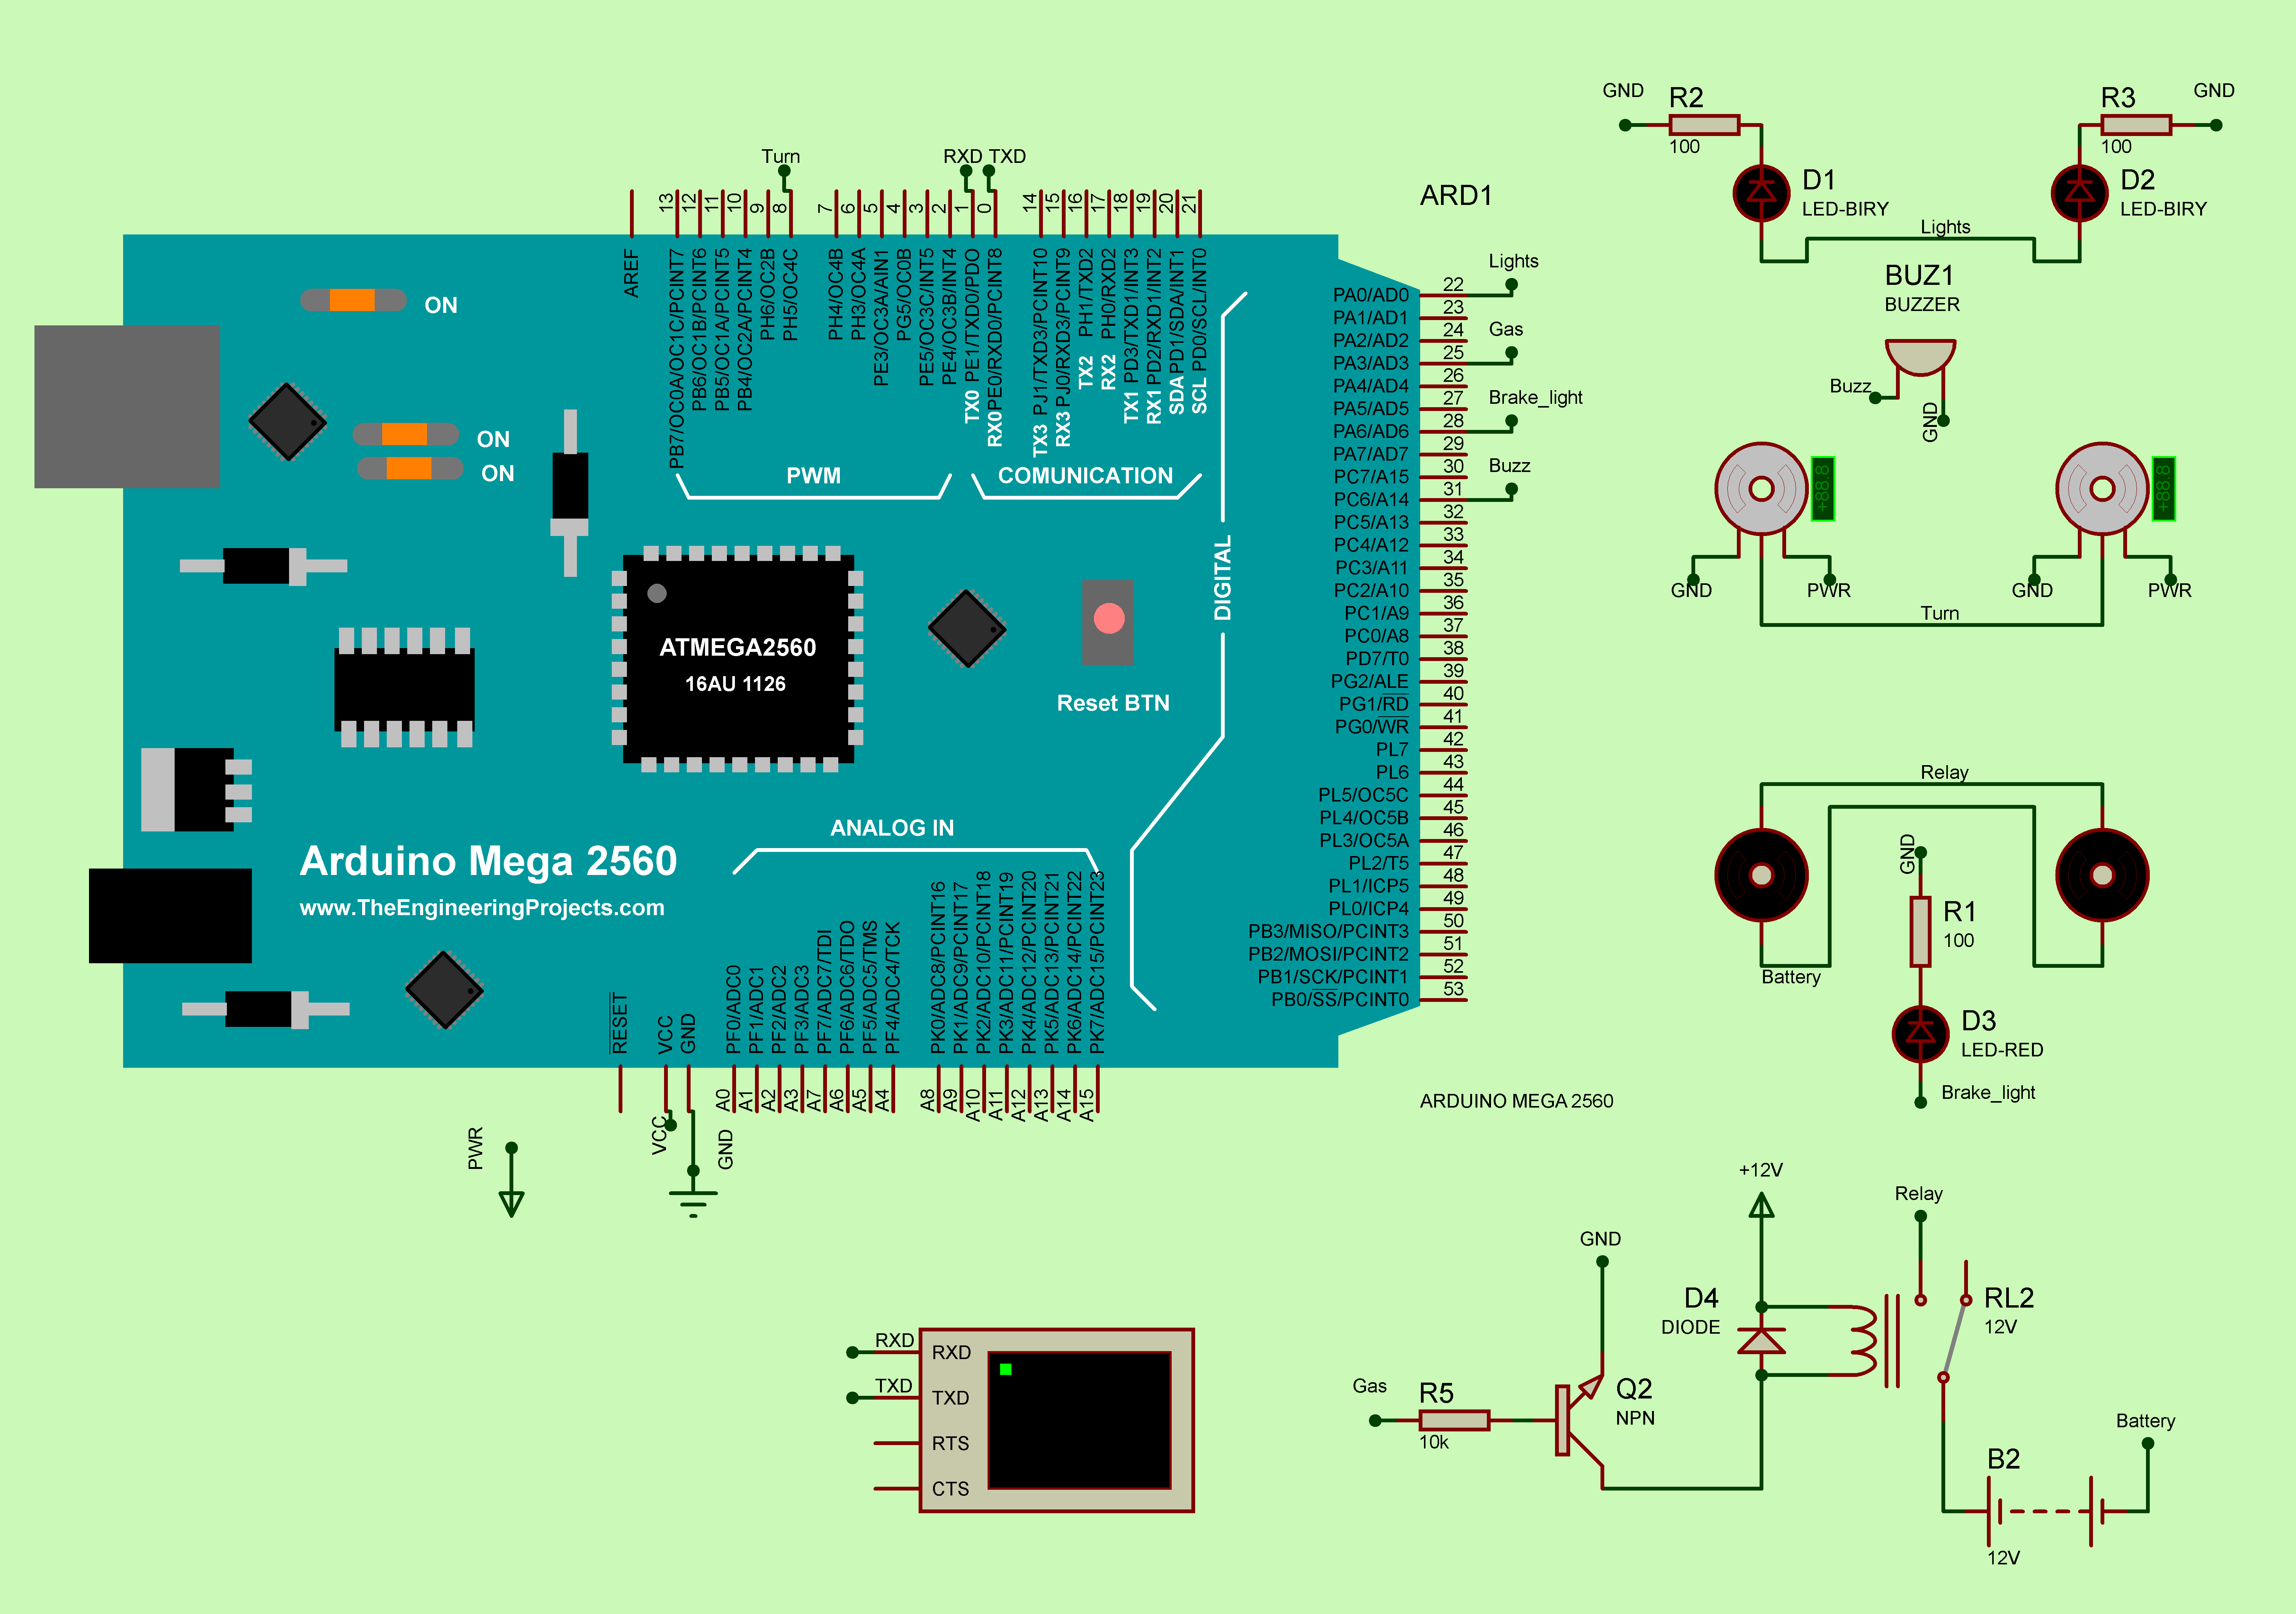 GND
R2
100
D1
LED-BIRY
R3
GND
100
D2
LED-BIRY
Lights
BUZ1
BUZZER
Buzz
GND
+88.8
+88.8
GND
PWR
GND
PWR
Turn
Turn
RXD
TXD
ARD1
13
12
11
10
9
8
7
6
5
4
3
2
1
0
14
15
16
17
18
19
20
21
AREF
PB7/OC0A/OC1C/PCINT7
PB6/OC1B/PCINT6
PB5/OC1A/PCINT5
PB4/OC2A/PCINT4
PH6/OC2B
PH5/OC4C
PH4/OC4B
PH3/OC4A
PE3/OC3A/AIN1
PG5/OC0B
PE5/OC3C/INT5
PE4/OC3B/INT4
TX0 PE1/TXD0/PDO
RX0 PE0/RXD0/PCINT8
TX3 PJ1/TXD3/PCINT10
RX3 PJ0/RXD3/PCINT9
TX2 PH1/TXD2
RX2 PH0/RXD2
TX1 PD3/TXD1/INT3
RX1 PD2/RXD1/INT2
SDA PD1/SDA/INT1
SCL PD0/SCL/INT0
ON
ON
ON
PWM
COMUNICATION
DIGITAL
ATMEGA2560
16AU 1126
Reset BTN
ANALOG IN
Arduino Mega 2560
www.TheEngineeringProjects.com
PA0/AD0 22
Lights
PA1/AD1 23
PA2/AD2 24
PA3/AD3 25
Gas
PA4/AD4 26
PA5/AD5 27
PA6/AD6 28
Brake_light
PA7/AD7 29
PC7/A15 30
PC6/A14 31
Buzz
PC5/A13 32
PC4/A12 33
PC3/A11 34
PC2/A10 35
PC1/A9 36
PC0/A8 37
PD7/T0 38
PG2/ALE 39
PG1/RD 40
PG0/WR 41
PL7 42
PL6 43
PL5/OC5C 44
PL4/OC5B 45
PL3/OC5A 46
PL2/T5 47
PL1/ICP5 48
PL0/ICP4 49
PB3/MISO/PCINT3 50
PB2/MOSI/PCINT2 51
PB1/SCK/PCINT1 52
PB0/SS/PCINT0 53
RESET
VCC
GND
PF0/ADC0
PF1/ADC1
PF2/ADC2
PF3/ADC3
PF7/ADC7/TDI
PF6/ADC6/TDO
PF5/ADC5/TMS
PF4/ADC4/TCK
PK0/ADC8/PCINT16
PK1/ADC9/PCINT17
PK2/ADC10/PCINT18
PK3/ADC11/PCINT19
PK4/ADC12/PCINT20
PK5/ADC13/PCINT21
PK6/ADC14/PCINT22
PK7/ADC15/PCINT23
A0
A1
A2
A3
A7
A6
A5
A4
A8
A9
A10
A11
A12
A13
A14
A15
ARDUINO MEGA 2560
PWR
VCC
GND
Relay
GND
R1
100
Battery
D3
LED-RED
Brake_light
RXD
RXD
TXD
TXD
RTS
CTS
+12V
Relay
GND
D4
DIODE
RL2
12V
Gas
R5
10k
Q2
NPN
Battery
B2
12V